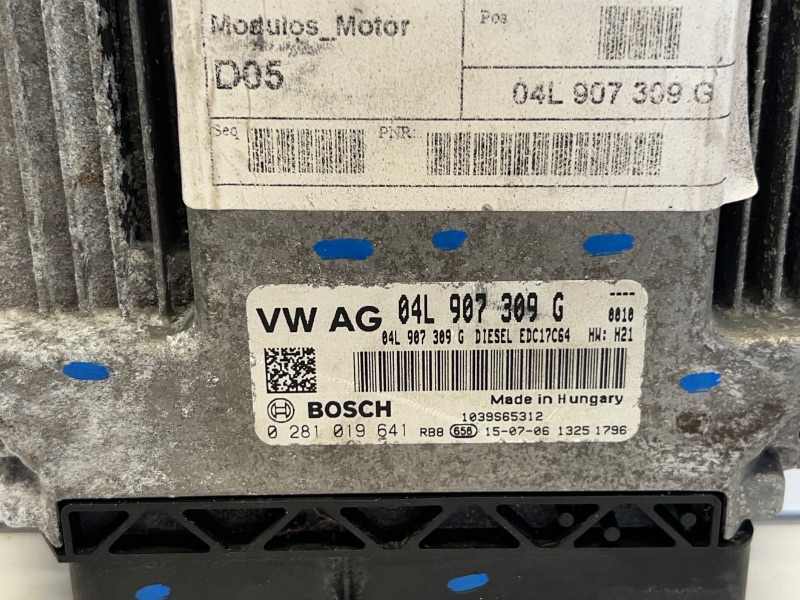 Modulos_Motor
Pos
D05
04L 907 309 G
Seq
PNR
VW AG 04L 907 309 G
0010
04L 907 309 G DIESEL EDC17C64 HW: H21
Made in Hungary
BOSCH
1039S65312
0 281 019 641 RBB 656 15-07-06 1325 1796